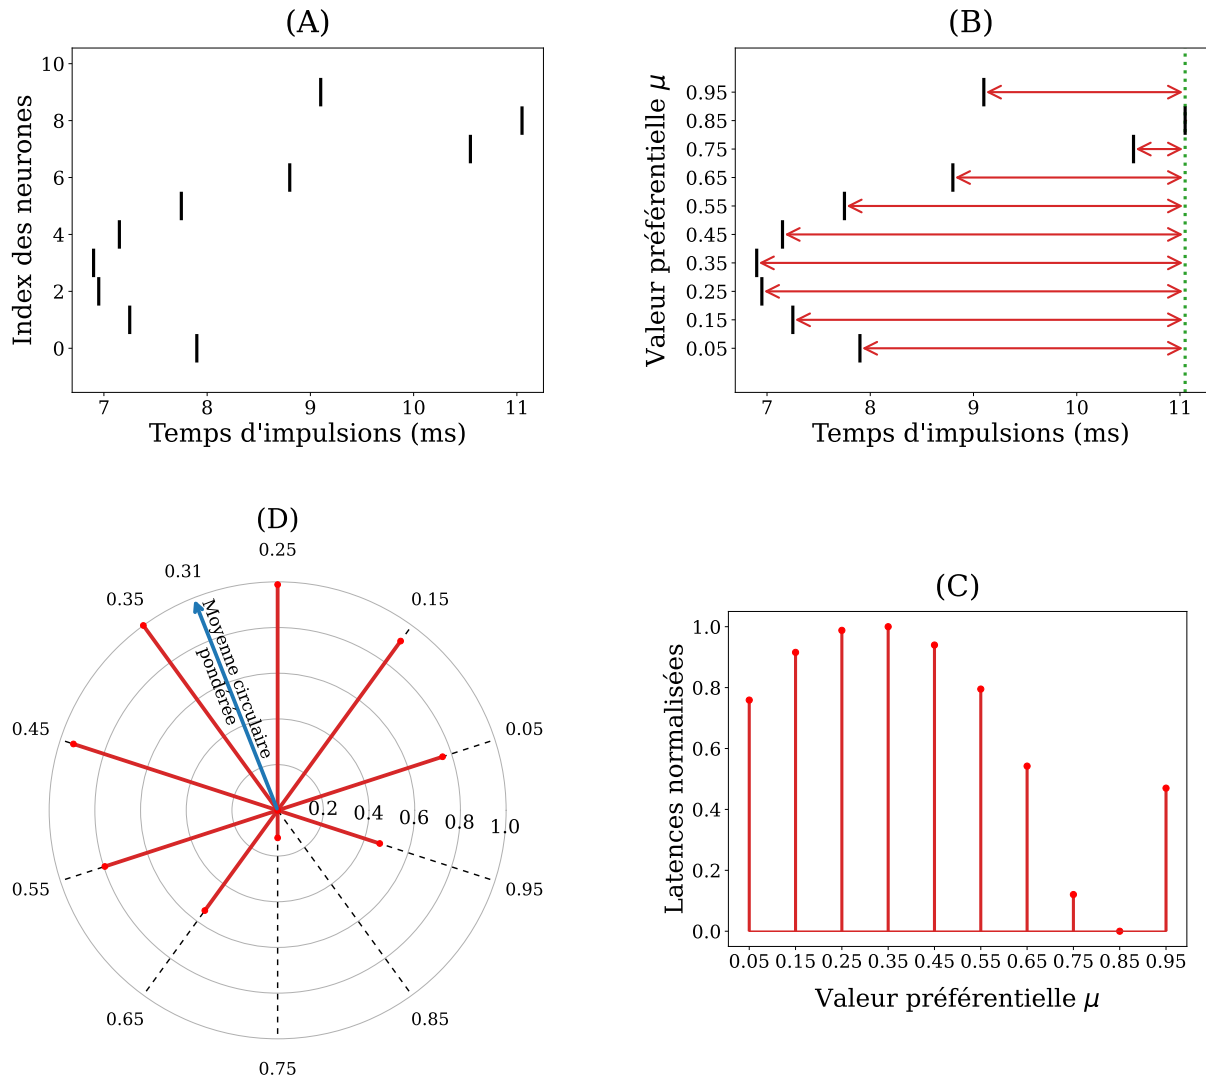 (A)
Index des neurones
10
8
6
4
2
0
7 8 9 10 11
Temps d'impulsions (ms)
(B)
Valeur préférentielle μ
0.95
0.85
0.75
0.65
0.55
0.45
0.35
0.25
0.15
0.05
7 8 9 10 11
Temps d'impulsions (ms)
(D)
0.25
0.31
0.35
0.15
0.45
0.05
Moyenne circulaire
pondérée
0.2 0.4 0.6 0.8 1.0
0.55
0.95
0.65
0.85
0.75
(C)
Latences normalisées
1.0
0.8
0.6
0.4
0.2
0.0
0.05 0.15 0.25 0.35 0.45 0.55 0.65 0.75 0.85 0.95
Valeur préférentielle μ